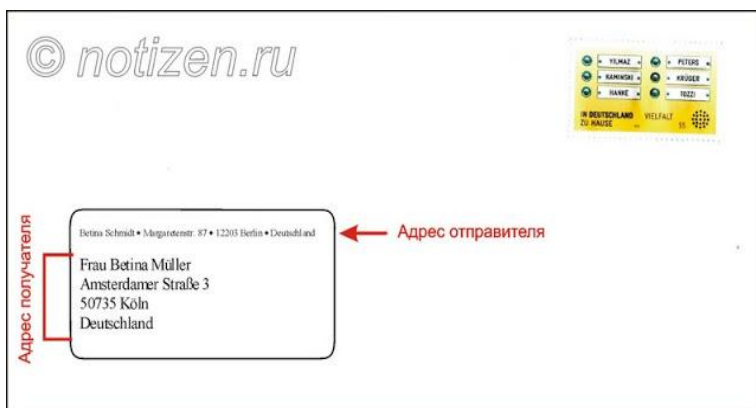 © notizen.ru
YILMAZ PETERS
KAMINSKI KRÜGER
HANKE TOZZI
IN DEUTSCHLAND VIELFALT
ZU HAUSE 55
Betina Schmidt • Margaretenstr. 87 • 12203 Berlin • Deutschland
Адрес отправителя
Адрес получателя
Frau Betina Müller
Amsterdamer Straße 3
50735 Köln
Deutschland